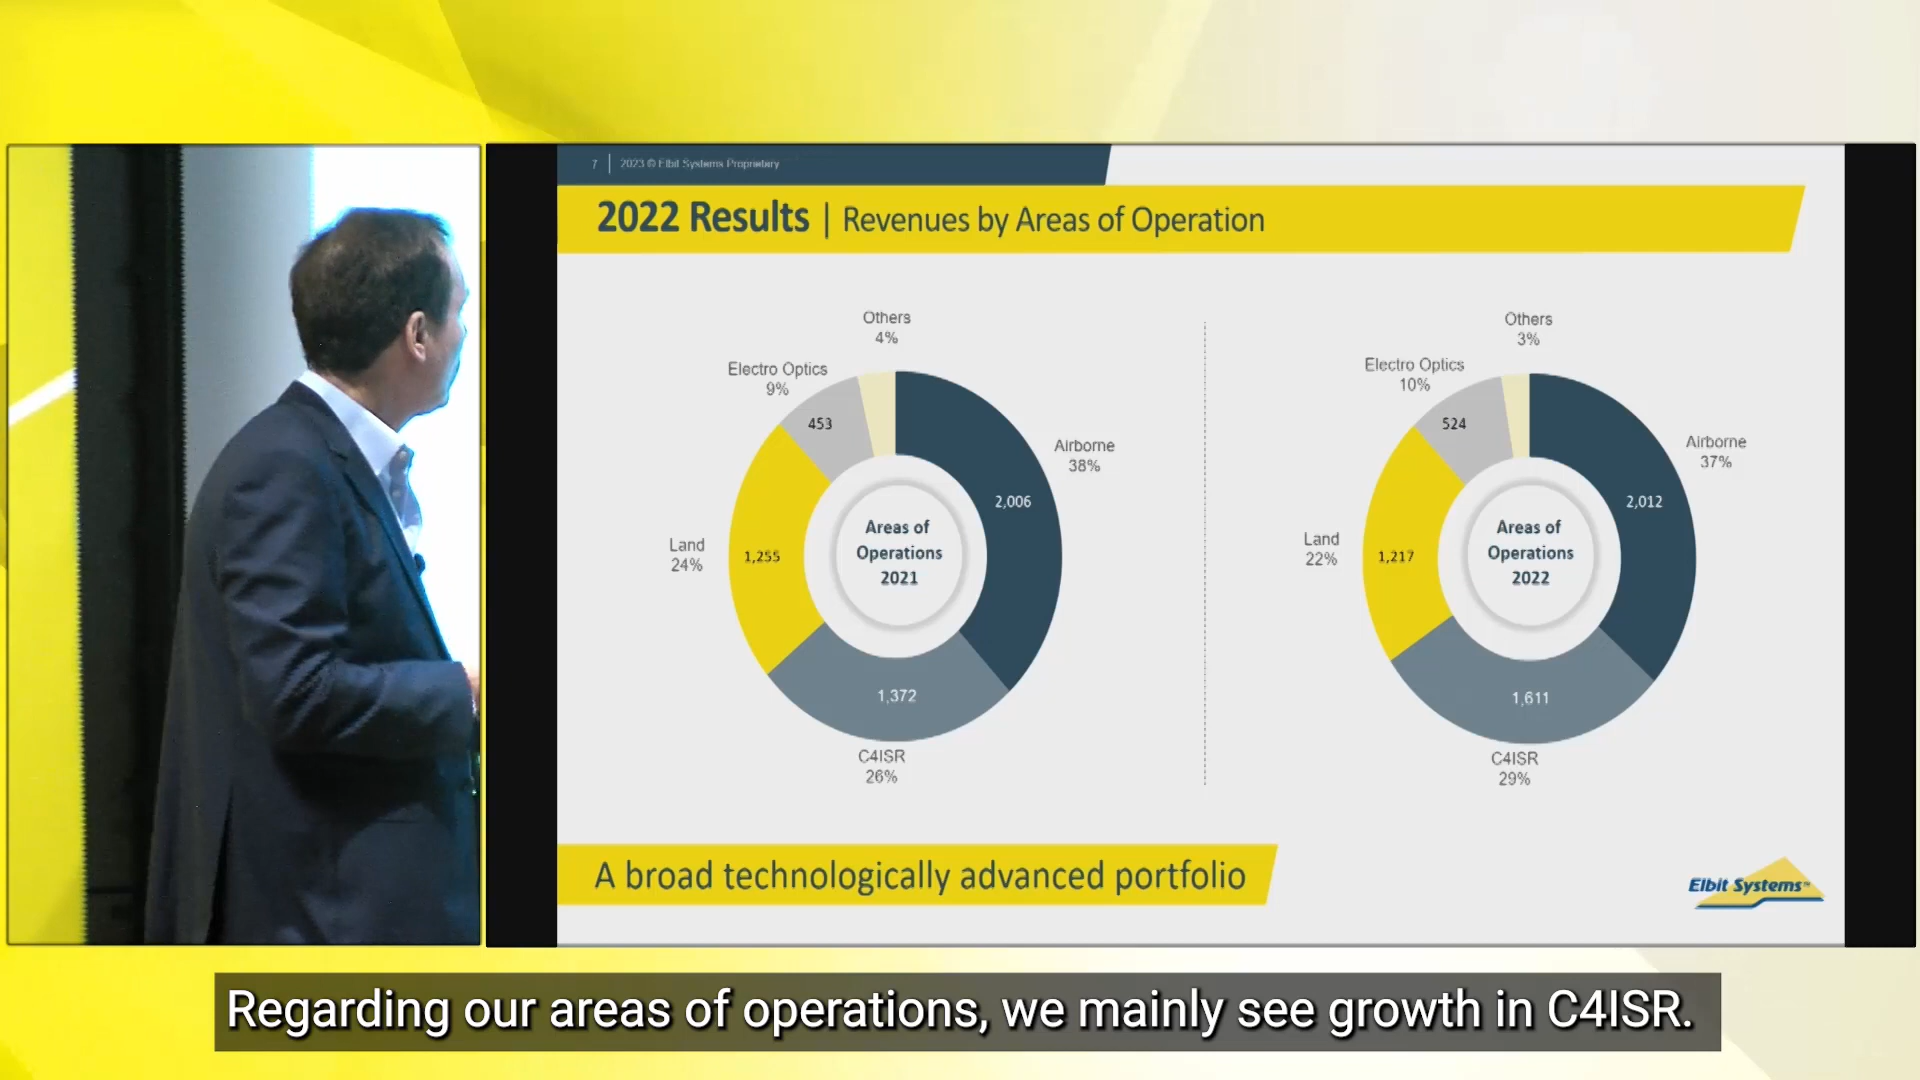 7 | 2023 © Elbit Systems Proprietary
2022 Results | Revenues by Areas of Operation
Others
4%
Electro Optics
9%
453
Airborne
38%
2,006
Land
24%
1,255
Areas of
Operations
2021
1,372
C4ISR
26%
Others
3%
Electro Optics
10%
524
Airborne
37%
2,012
Land
22%
1,217
Areas of
Operations
2022
1,611
C4ISR
29%
A broad technologically advanced portfolio
Elbit Systems™
Regarding our areas of operations, we mainly see growth in C4ISR.